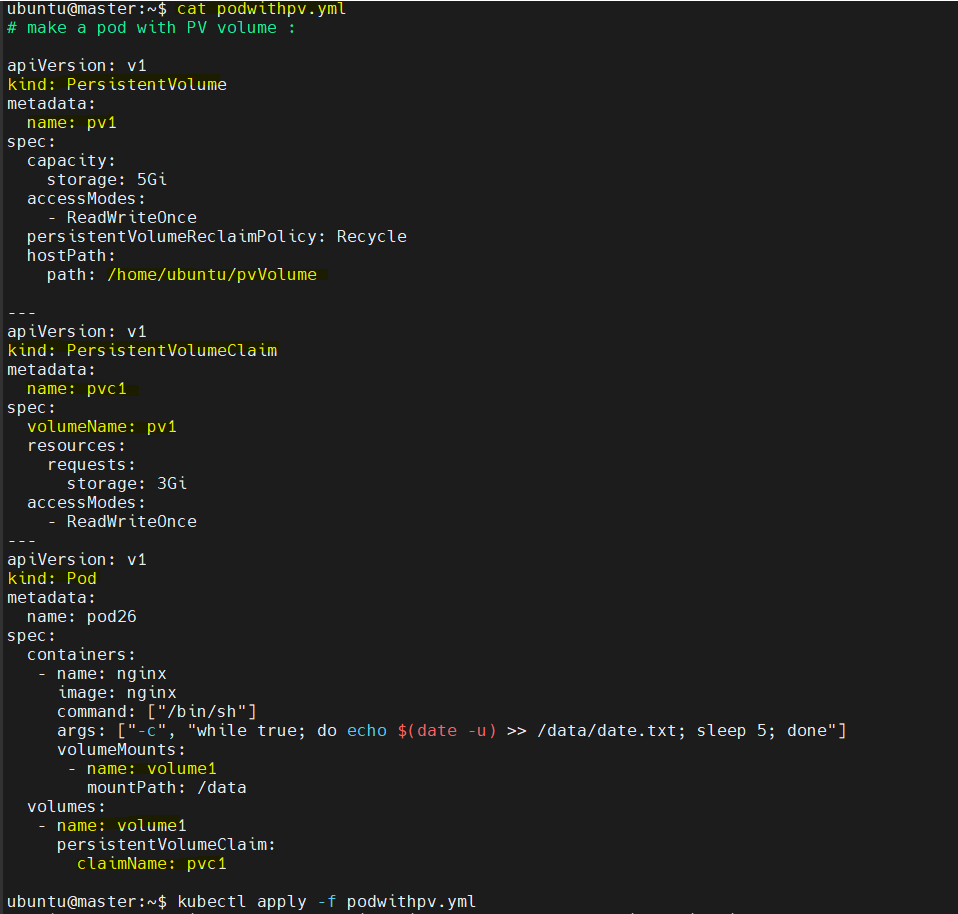 ubuntu@master:~$ cat podwithpv.yml
# make a pod with PV volume :
apiVersion: v1
kind: PersistentVolume
metadata:
  name: pv1
spec:
  capacity:
    storage: 5Gi
  accessModes:
    - ReadWriteOnce
  persistentVolumeReclaimPolicy: Recycle
  hostPath:
    path: /home/ubuntu/pvVolume
---
apiVersion: v1
kind: PersistentVolumeClaim
metadata:
  name: pvc1
spec:
  volumeName: pv1
  resources:
    requests:
      storage: 3Gi
  accessModes:
    - ReadWriteOnce
---
apiVersion: v1
kind: Pod
metadata:
  name: pod26
spec:
  containers:
   - name: nginx
     image: nginx
     command: ["/bin/sh"]
     args: ["-c", "while true; do echo $(date -u) >> /data/date.txt; sleep 5; done"]
     volumeMounts:
      - name: volume1
        mountPath: /data
  volumes:
   - name: volume1
     persistentVolumeClaim:
       claimName: pvc1
ubuntu@master:~$ kubectl apply -f podwithpv.yml